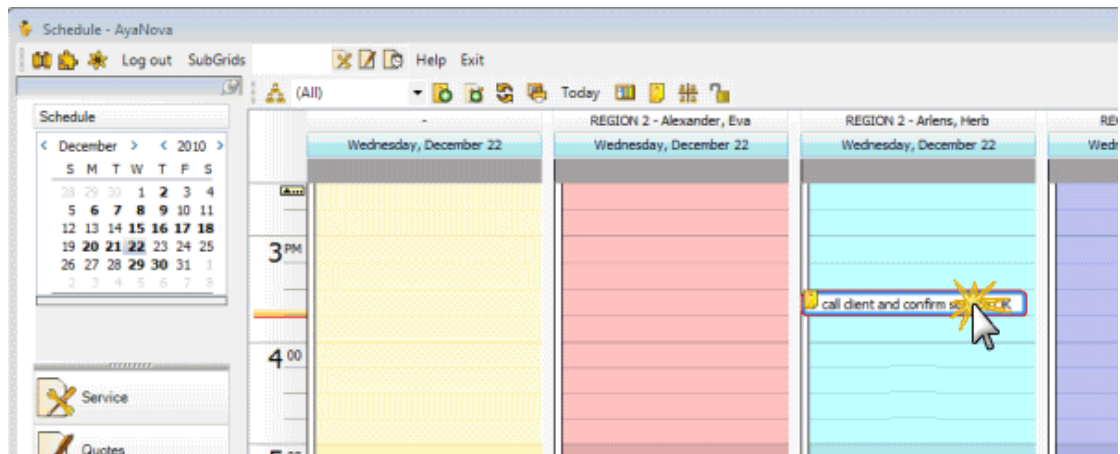 Schedule - AyaNova
Log out SubGrids Help Exit
(All) Today
Schedule
December 2010
S M T W T F S
28 29 30 1 2 3 4
5 6 7 8 9 10 11
12 13 14 15 16 17 18
19 20 21 22 23 24 25
26 27 28 29 30 31 1
2 3 4 5 6 7 8
Service
Quotes
- REGION 2 - Alexander, Eva REGION 2 - Arlens, Herb
Wednesday, December 22 Wednesday, December 22 Wednesday, December 22
3 PM
call client and confirm
4 00